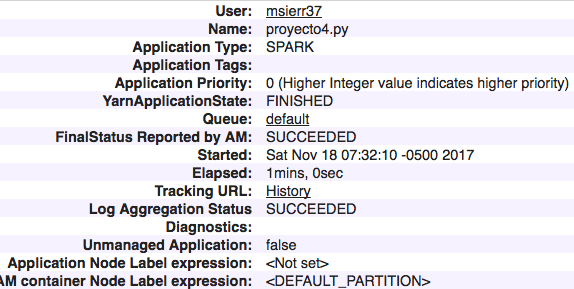 User: msierr37
Name: proyecto4.py
Application Type: SPARK
Application Tags:
Application Priority: 0 (Higher Integer value indicates higher priority)
YarnApplicationState: FINISHED
Queue: default
FinalStatus Reported by AM: SUCCEEDED
Started: Sat Nov 18 07:32:10 -0500 2017
Elapsed: 1mins, 0sec
Tracking URL: History
Log Aggregation Status SUCCEEDED
Diagnostics:
Unmanaged Application: false
Application Node Label expression: <Not set>
AM container Node Label expression: <DEFAULT_PARTITION>